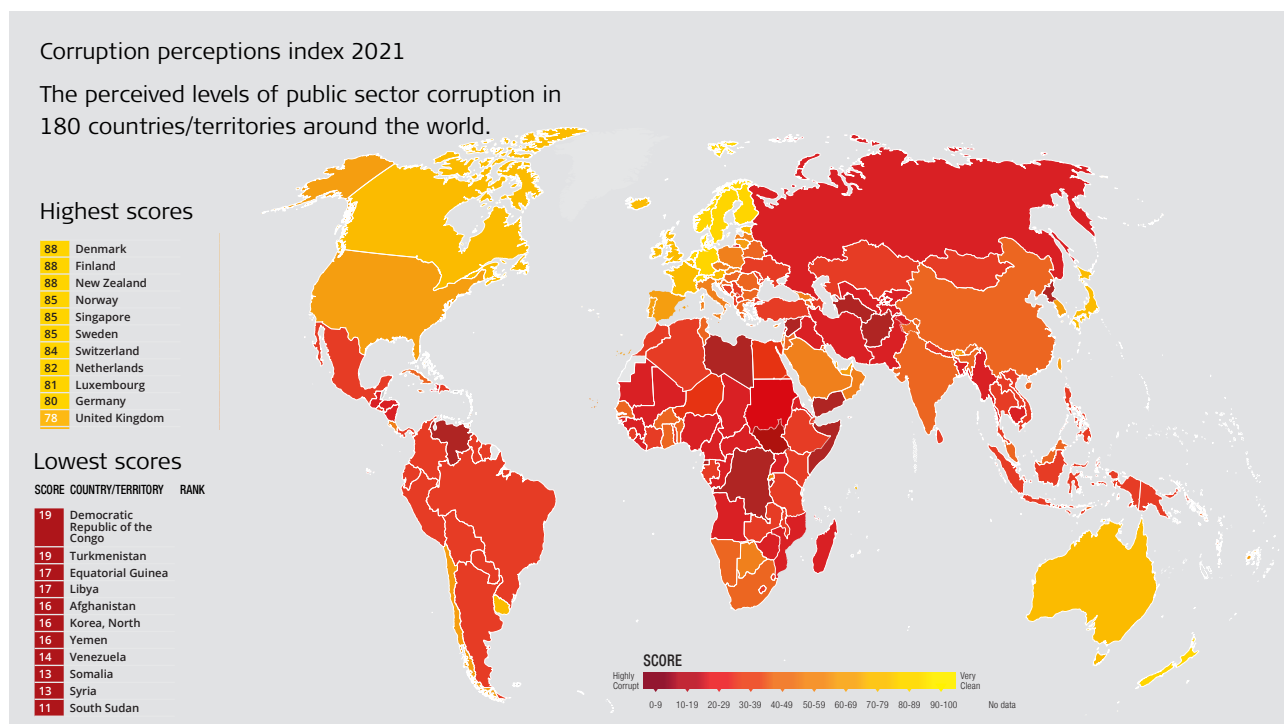 Corruption perceptions index 2021
The perceived levels of public sector corruption in
180 countries/territories around the world.
Highest scores
88 Denmark
88 Finland
88 New Zealand
85 Norway
85 Singapore
85 Sweden
84 Switzerland
82 Netherlands
81 Luxembourg
80 Germany
78 United Kingdom
Lowest scores
SCORE COUNTRY/TERRITORY RANK
19 Democratic
Republic of the
Congo
19 Turkmenistan
17 Equatorial Guinea
17 Libya
16 Afghanistan
16 Korea, North
16 Yemen
14 Venezuela
13 Somalia
13 Syria
11 South Sudan
SCORE
Highly
Corrupt
Very
Clean
0-9 10-19 20-29 30-39 40-49 50-59 60-69 70-79 80-89 90-100 No data